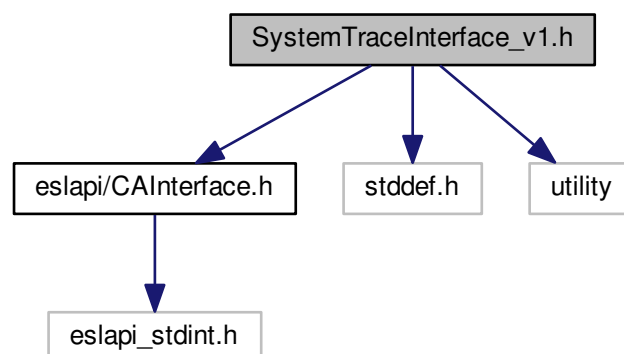 SystemTraceInterface_v1.h
eslapi/CAInterface.h
stddef.h
utility
eslapi_stdint.h